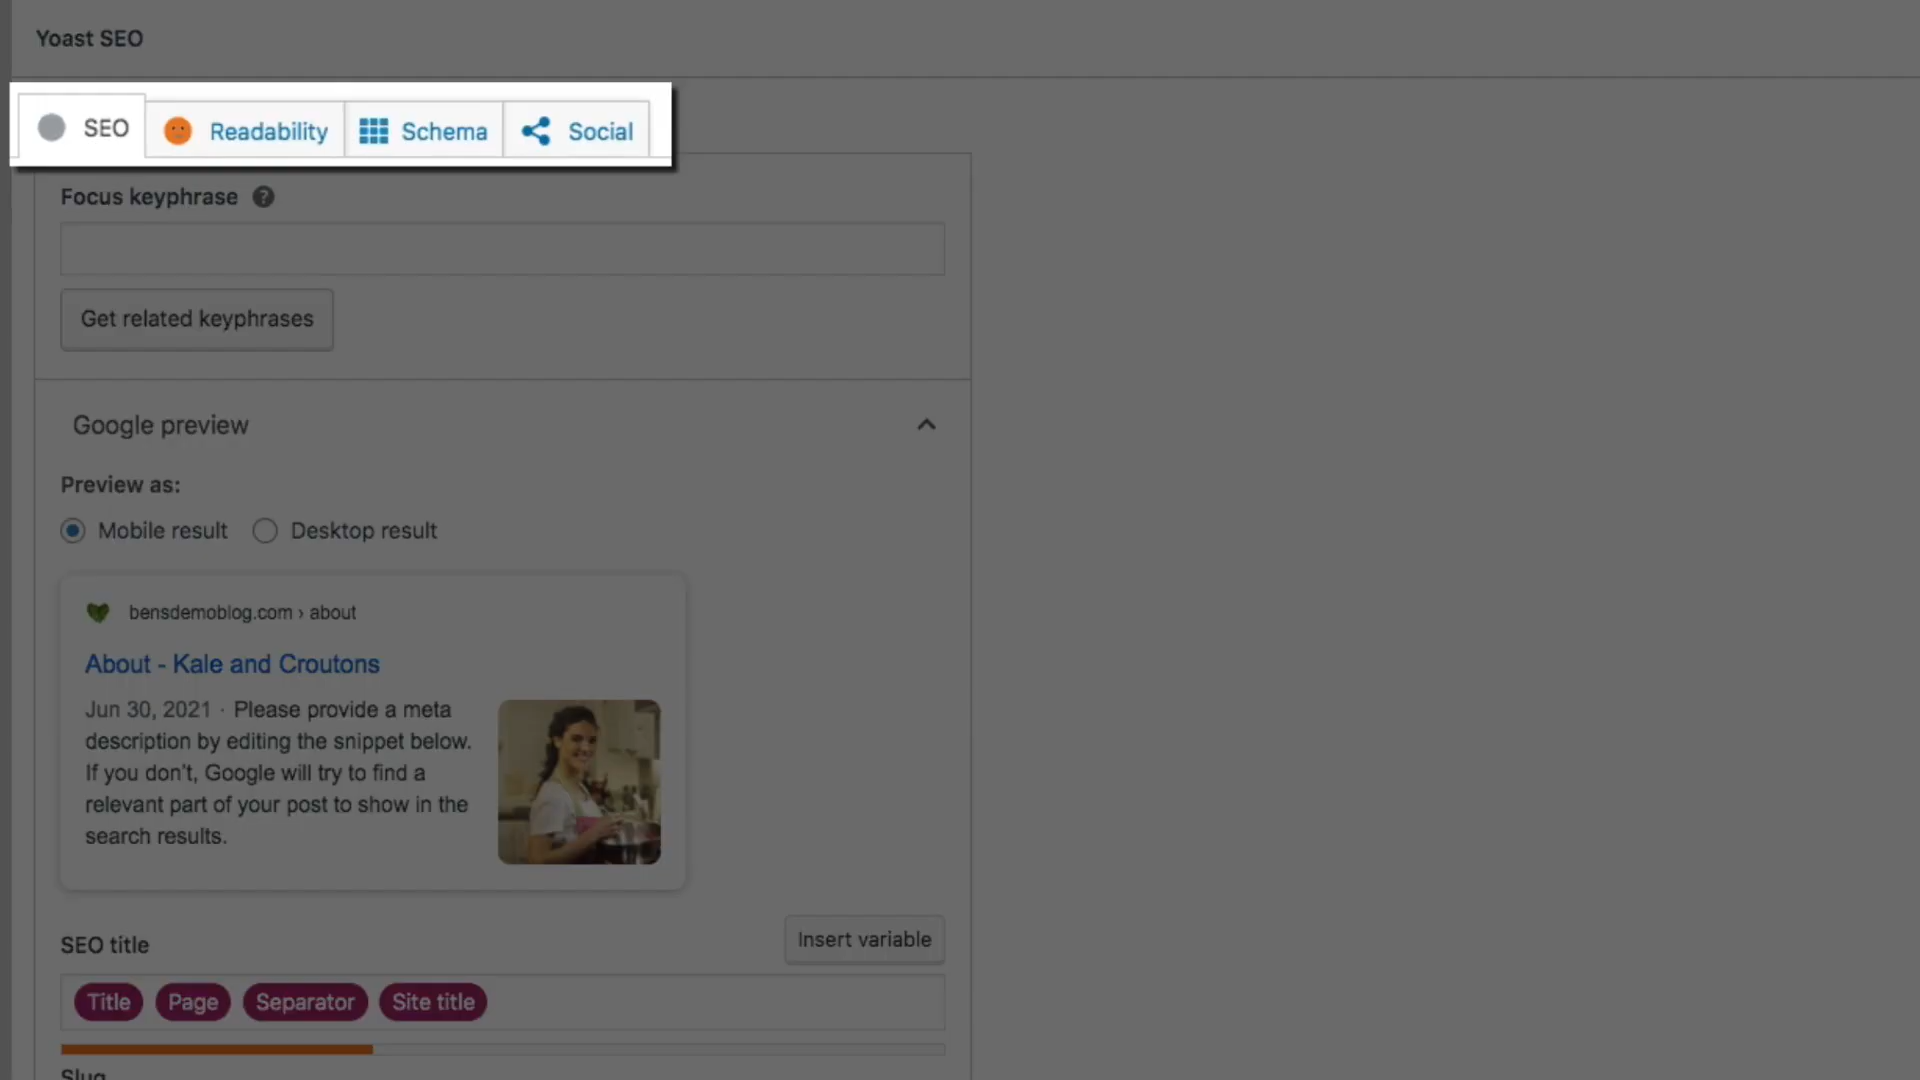 Yoast SEO
SEO Readability Schema Social
Focus keyphrase ?
Get related keyphrases
Google preview
Preview as:
Mobile result Desktop result
bensdemoblog.com › about
About - Kale and Croutons
Jun 30, 2021 · Please provide a meta
description by editing the snippet below.
If you don't, Google will try to find a
relevant part of your post to show in the
search results.
SEO title
Insert variable
Title Page Separator Site title
Slug